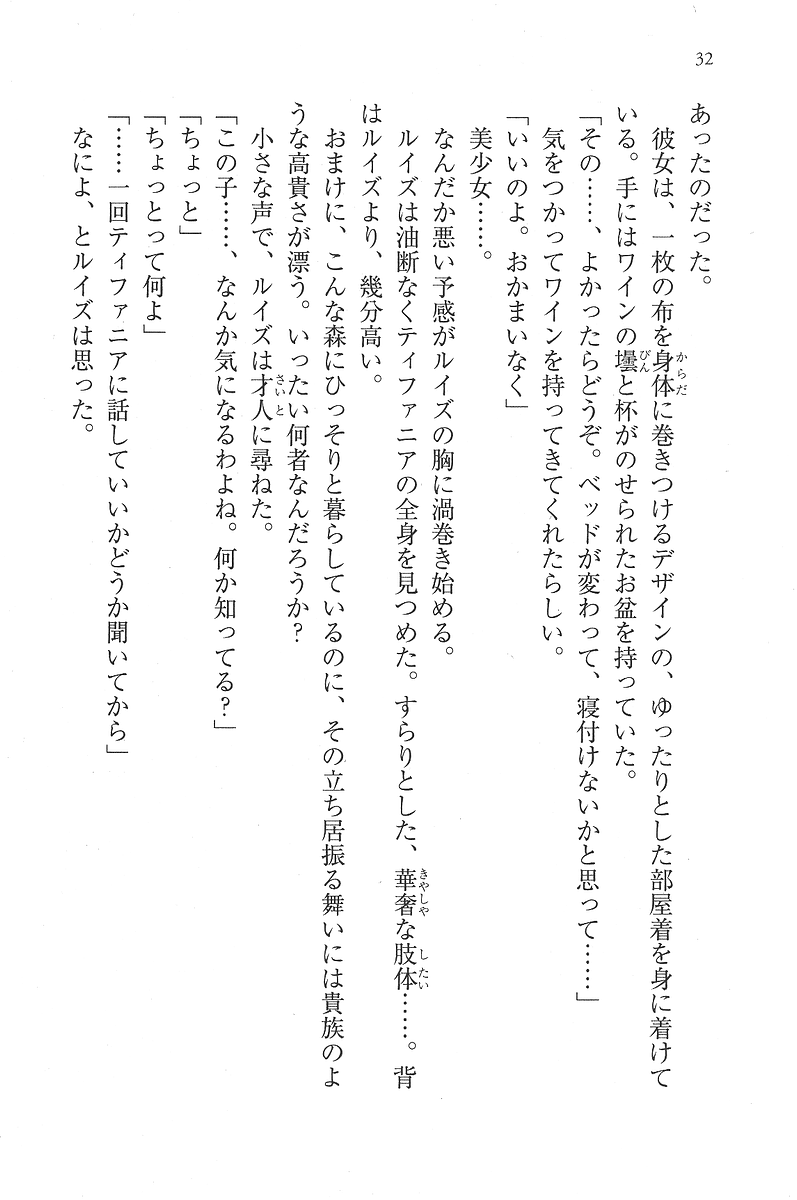 32
あったのだった。
彼女は、一枚の布を身体に巻きつけるデザインの、ゆったりとした部屋着を身に着けて
いる。手にはワインの壜と杯がのせられたお盆を持っていた。
「その……、よかったらどうぞ。ベッドが変わって、寝付けないかと思って……」
気をつかってワインを持ってきてくれたらしい。
「いいのよ。おかまいなく」
美少女……。
なんだか悪い予感がルイズの胸に渦巻き始める。
ルイズは油断なくティファニアの全身を見つめた。すらりとした、華奢な肢体……。背
はルイズより、幾分高い。
おまけに、こんな森にひっそりと暮らしているのに、その立ち居振る舞いには貴族のよ
うな高貴さが漂う。いったい何者なんだろうか？
小さな声で、ルイズは才人に尋ねた。
「この子……、なんか気になるわよね。何か知ってる？」
「ちょっと」
「ちょっとって何よ」
「……一回ティファニアに話していいかどうか聞いてから」
なによ、とルイズは思った。